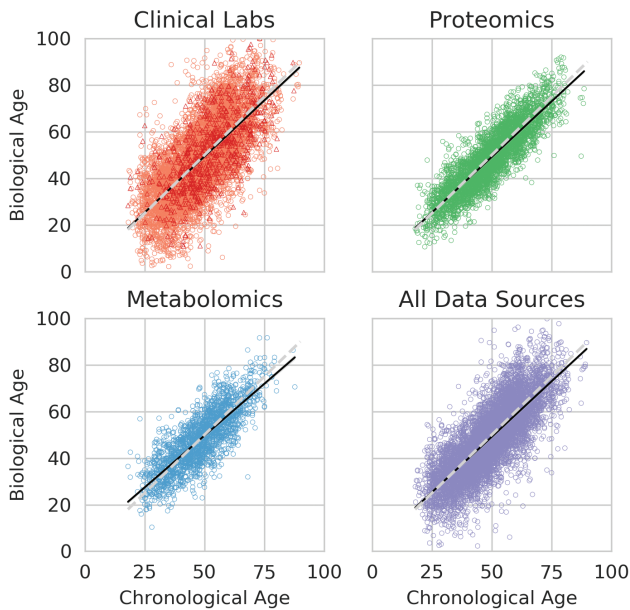 Clinical Labs
Proteomics
100
80
60
40
20
0
Biological Age
Metabolomics
All Data Sources
100
80
60
40
20
0
Biological Age
0 25 50 75 100
0 25 50 75 100
Chronological Age
Chronological Age